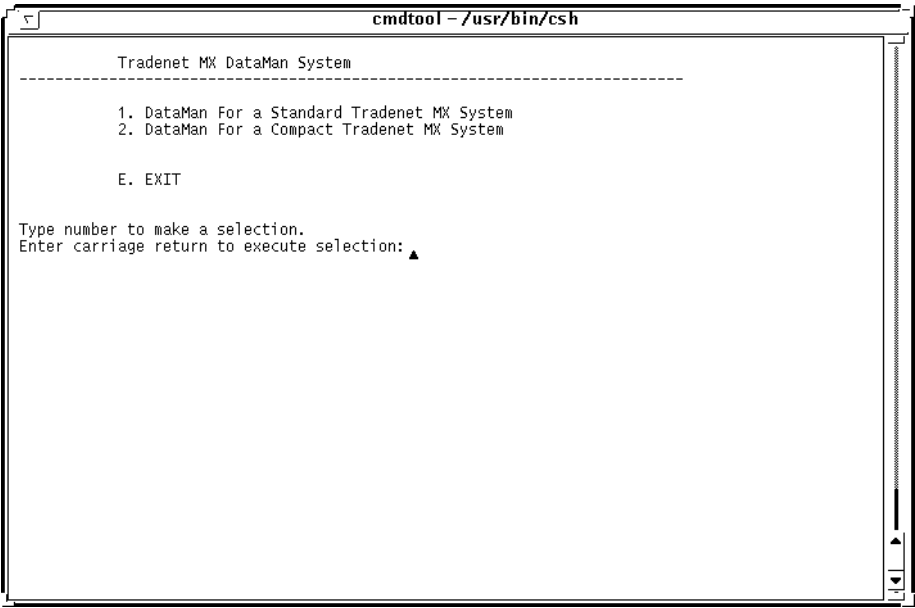 cmdtool - /usr/bin/csh
Tradenet MX DataMan System
--------------------------------------------------------------------------
1. DataMan For a Standard Tradenet MX System
2. DataMan For a Compact Tradenet MX System
E. EXIT
Type number to make a selection.
Enter carriage return to execute selection: